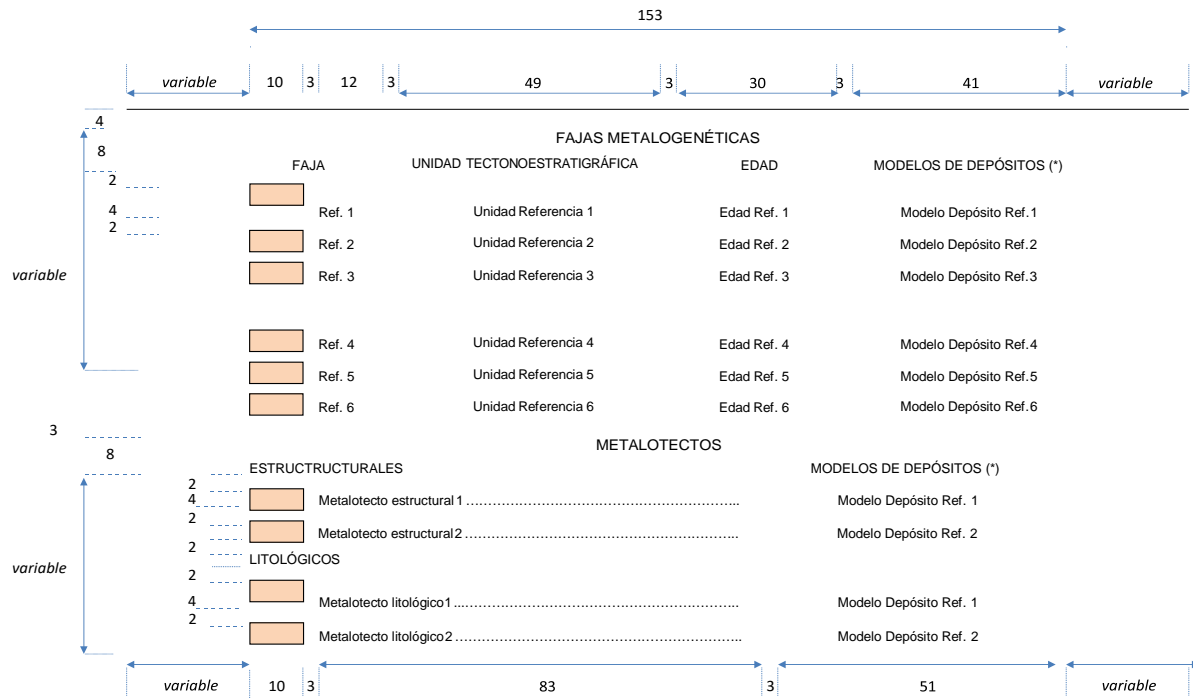 153
variable 10 3 12 3 49 3 30 3 41 variable
4
FAJAS METALOGENÉTICAS
8
FAJA UNIDAD TECTONOESTRATIGRÁFICA EDAD MODELOS DE DEPÓSITOS (*)
2
4
Ref. 1 Unidad Referencia 1 Edad Ref. 1 Modelo Depósito Ref.1
2
Ref. 2 Unidad Referencia 2 Edad Ref. 2 Modelo Depósito Ref.2
variable
Ref. 3 Unidad Referencia 3 Edad Ref. 3 Modelo Depósito Ref.3
Ref. 4 Unidad Referencia 4 Edad Ref. 4 Modelo Depósito Ref.4
Ref. 5 Unidad Referencia 5 Edad Ref. 5 Modelo Depósito Ref.5
Ref. 6 Unidad Referencia 6 Edad Ref. 6 Modelo Depósito Ref.6
3
METALOTECTOS
8
ESTRUCTRUCTURALES MODELOS DE DEPÓSITOS (*)
2
4
Metalotecto estructural 1 ............................................................... Modelo Depósito Ref. 1
2
Metalotecto estructural 2 ............................................................... Modelo Depósito Ref. 2
2
LITOLÓGICOS
variable
2
4
Metalotecto litológico 1 .................................................................. Modelo Depósito Ref. 1
2
Metalotecto litológico 2 .................................................................. Modelo Depósito Ref. 2
variable 10 3 83 3 51 variable